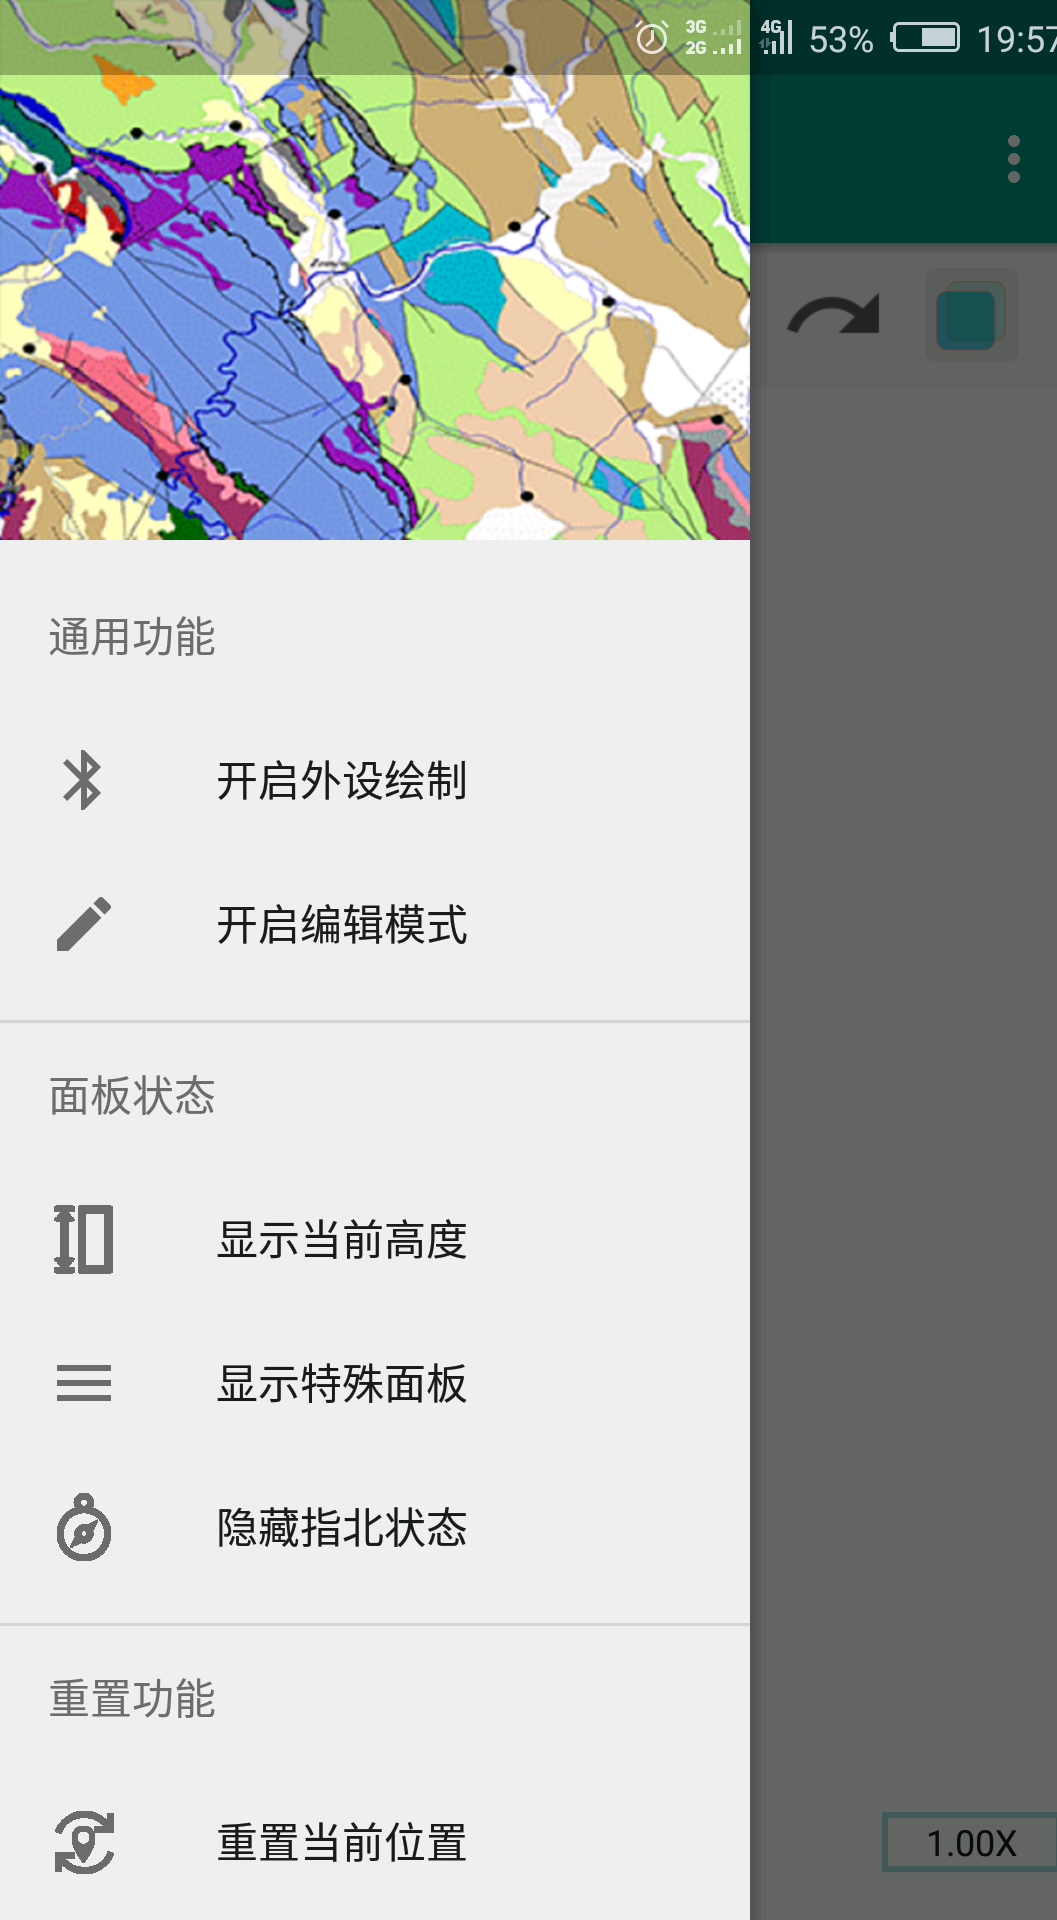 3G
2G
4G
53%
19:57
通用功能
开启外设绘制
开启编辑模式
面板状态
显示当前高度
显示特殊面板
隐藏指北状态
重置功能
重置当前位置
1.00X